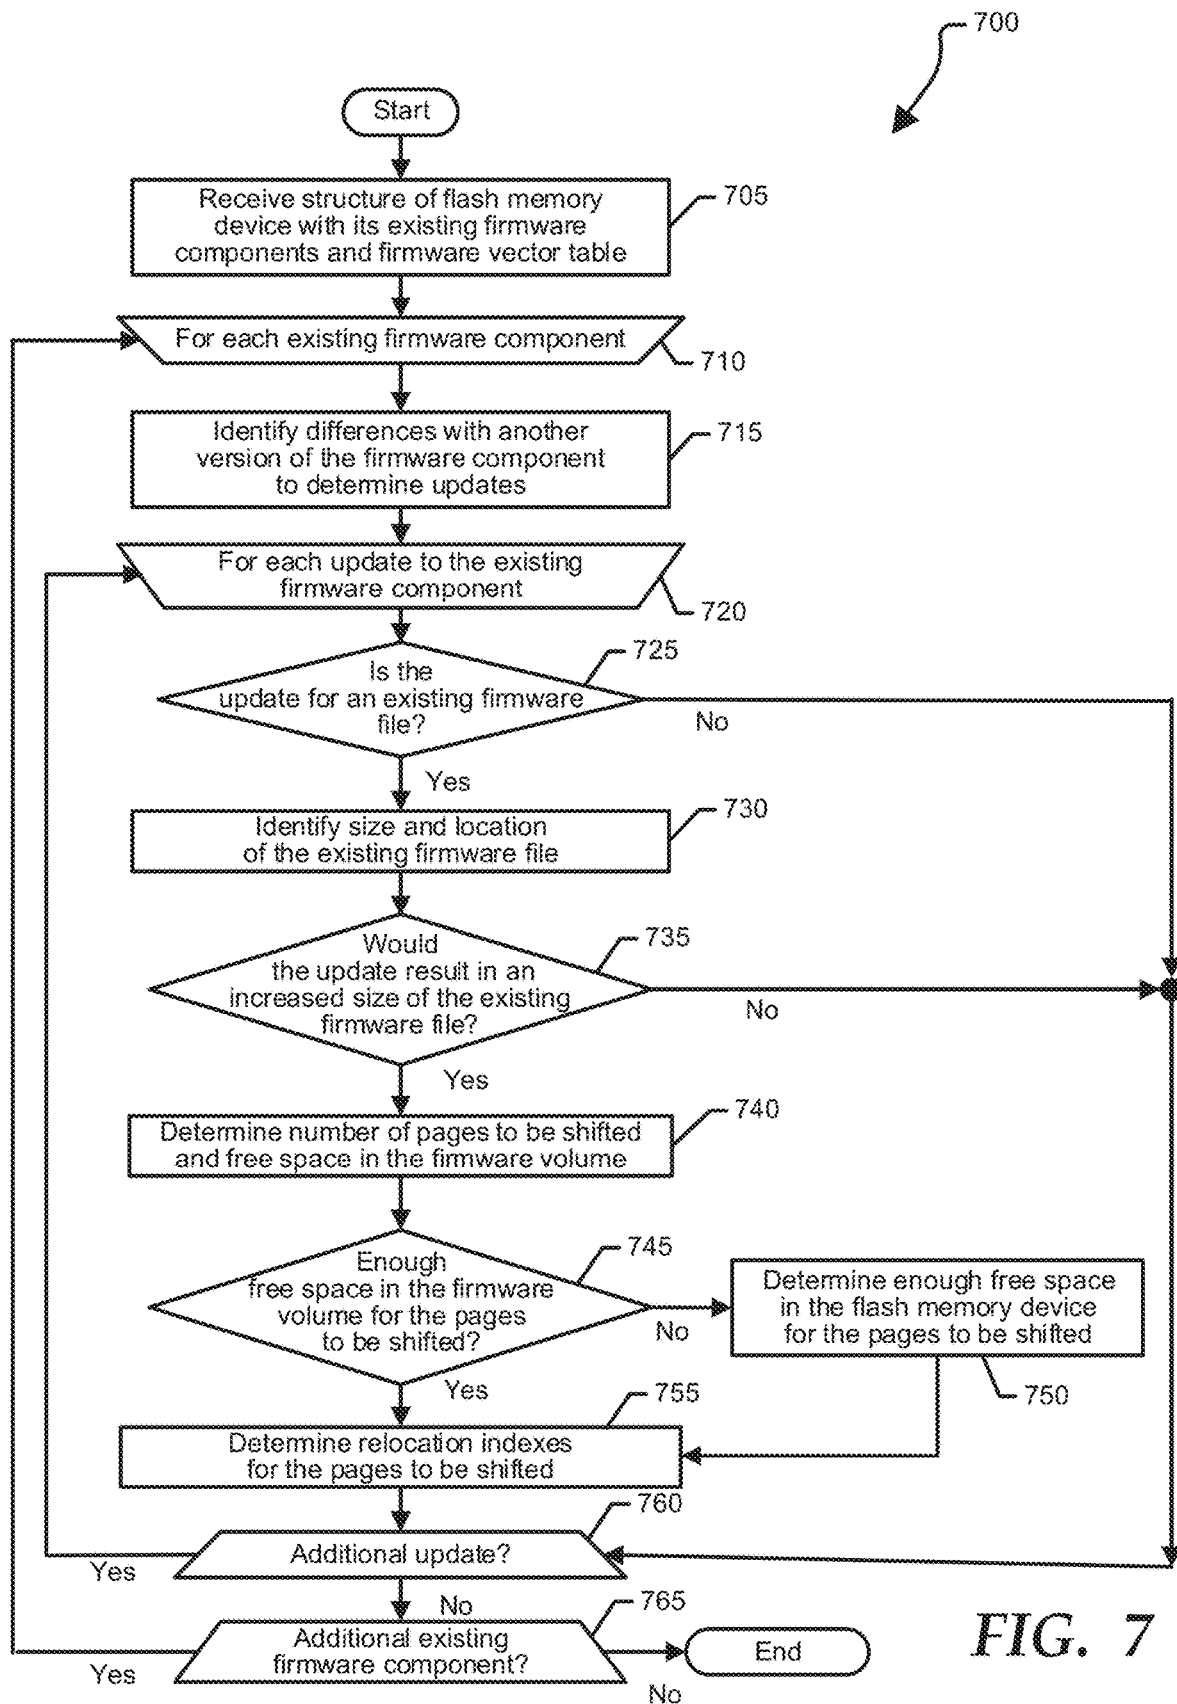 700
Start
Receive structure of flash memory
device with its existing firmware
components and firmware vector table
705
For each existing firmware component
710
Identify differences with another
version of the firmware component
to determine updates
715
For each update to the existing
firmware component
720
Is the
update for an existing firmware
file?
725
No
Yes
Identify size and location
of the existing firmware file
730
Would
the update result in an
increased size of the existing
firmware file?
735
No
Yes
Determine number of pages to be shifted
and free space in the firmware volume
740
Enough
free space in the firmware
volume for the pages
to be shifted?
745
No
Yes
Determine enough free space
in the flash memory device
for the pages to be shifted
750
Determine relocation indexes
for the pages to be shifted
755
Additional update?
760
Yes
No
Additional existing
firmware component?
765
Yes
No
End
FIG. 7